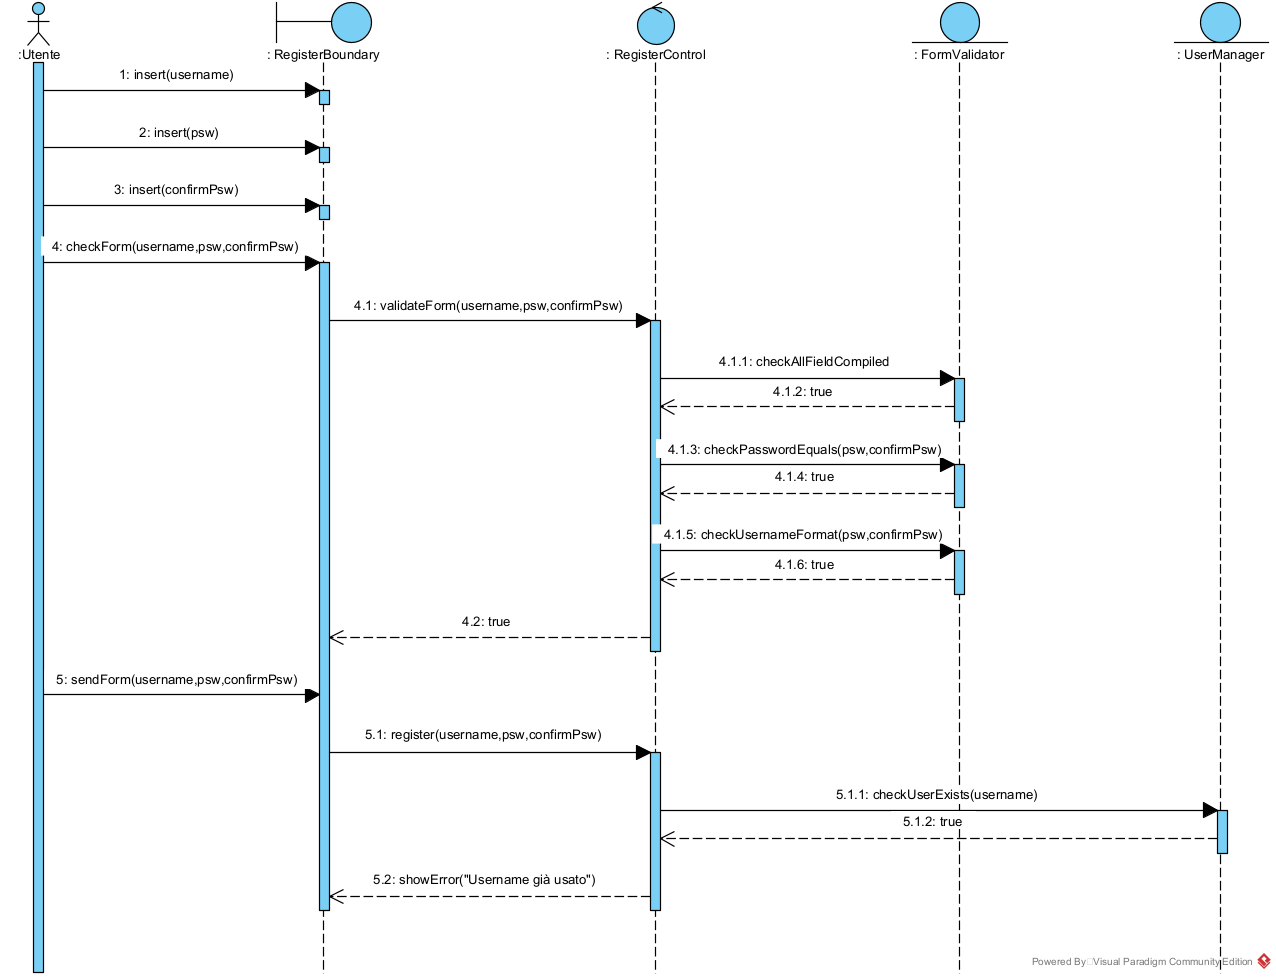 :Utente
: RegisterBoundary
: RegisterControl
: FormValidator
: UserManager
1: insert(username)
2: insert(psw)
3: insert(confirmPsw)
4: checkForm(username,psw,confirmPsw)
4.1: validateForm(username,psw,confirmPsw)
4.1.1: checkAllFieldCompiled
4.1.2: true
4.1.3: checkPasswordEquals(psw,confirmPsw)
4.1.4: true
4.1.5: checkUsernameFormat(psw,confirmPsw)
4.1.6: true
4.2: true
5: sendForm(username,psw,confirmPsw)
5.1: register(username,psw,confirmPsw)
5.1.1: checkUserExists(username)
5.1.2: true
5.2: showError("Username già usato")
Powered By Visual Paradigm Community Edition